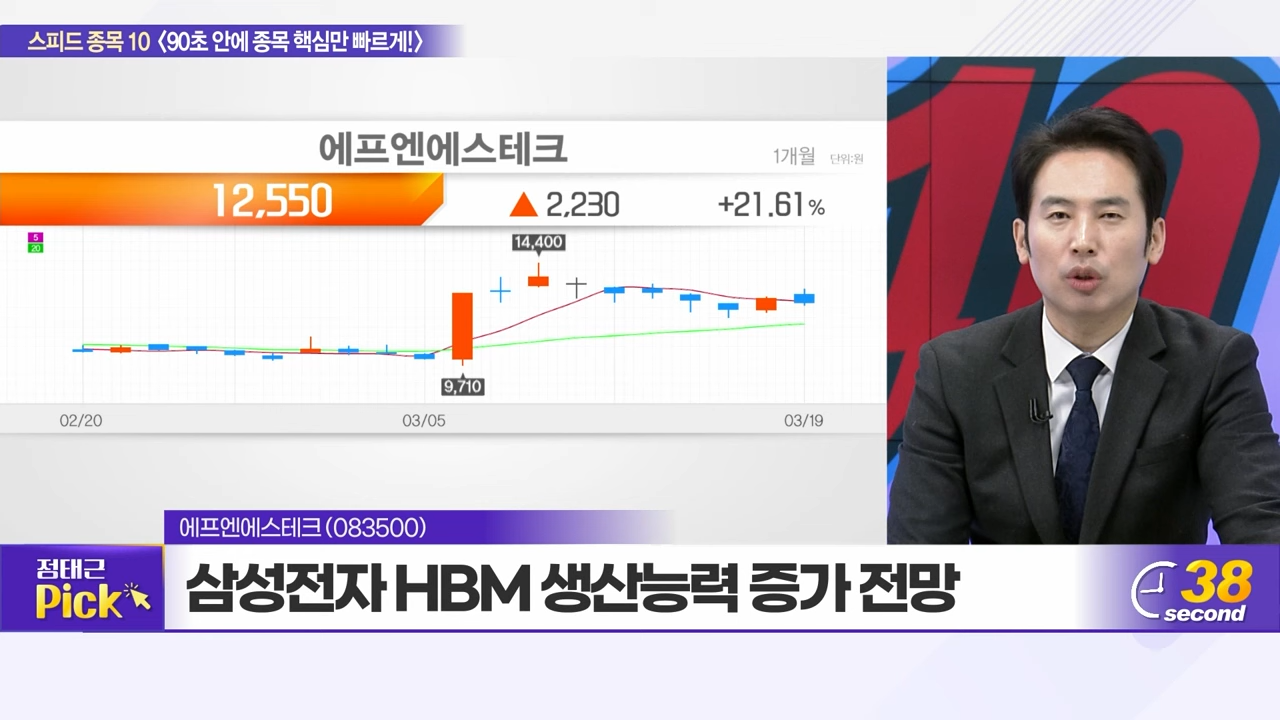 스피드 종목 10 〈90초 안에 종목 핵심만 빠르게!〉
에프엔에스테크
1개월 단위:원
12,550 ▲ 2,230 +21.61%
5
20
14,400
9,710
02/20 03/05 03/19
에프엔에스테크 (083500)
정태근
Pick
삼성전자 HBM 생산능력 증가 전망
38
second
10